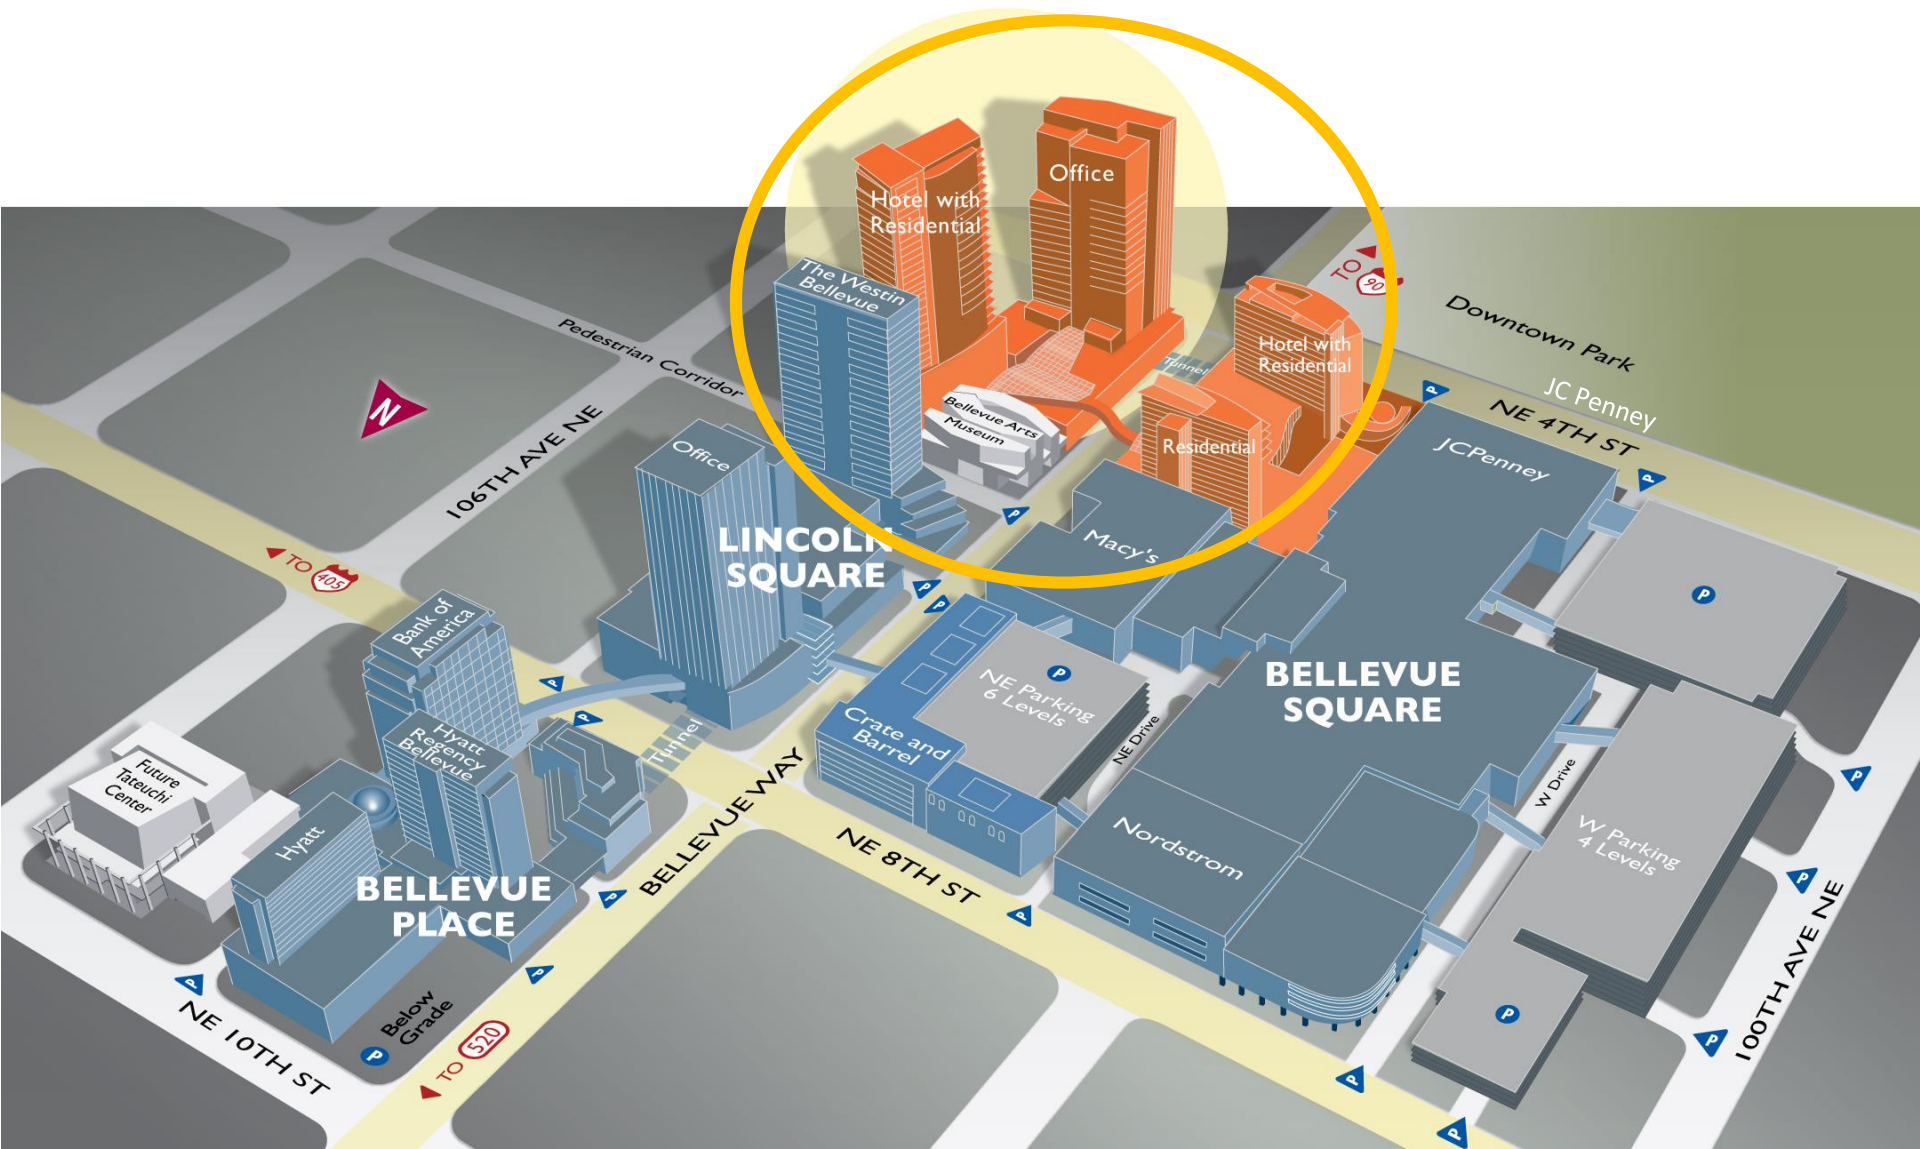 Office
Hotel with
Residential
The Westin
Bellevue
TO
90
Downtown Park
Hotel with
Residential
Tunnel
Pedestrian Corridor
JC Penney
NE 4TH ST
Bellevue Arts
Museum
N
106TH AVE NE
Residential
JCPenney
Office
P
P
P
LINCOLN
SQUARE
Macy's
TO
405
P
P
P
Bank of
America
BELLEVUE
SQUARE
NE Parking
6 Levels
P
P
P
Crate and
Barrel
NE Drive
Tunnel
Hyatt
Regency
Bellevue
Future
Tateuchi
Center
W Drive
P
BELLEVUE WAY
Hyatt
NE 8TH ST
Nordstrom
W Parking
4 Levels
BELLEVUE
PLACE
P
P
P
P
P
NE 10TH ST
Below
Grade
P
TO
520
P
P
100TH AVE NE
P
P